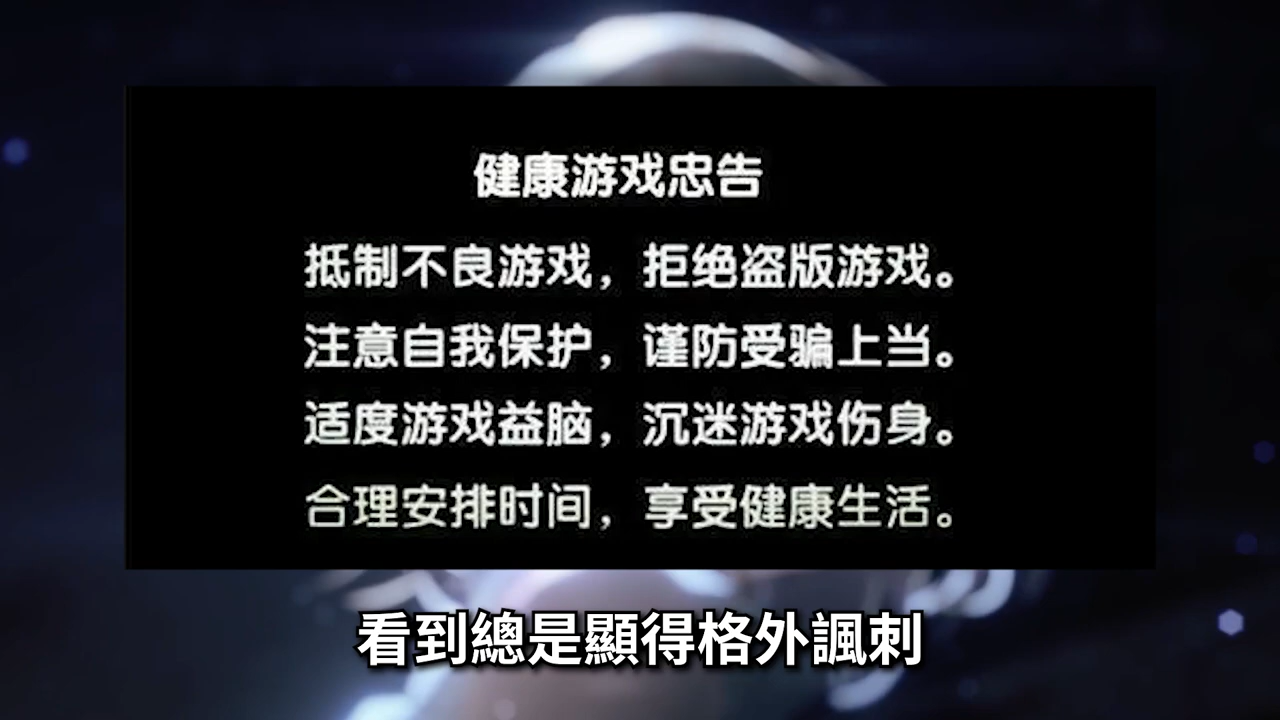 健康游戏忠告
抵制不良游戏，拒绝盗版游戏。
注意自我保护，谨防受骗上当。
适度游戏益脑，沉迷游戏伤身。
合理安排时间，享受健康生活。
看到總是顯得格外諷刺